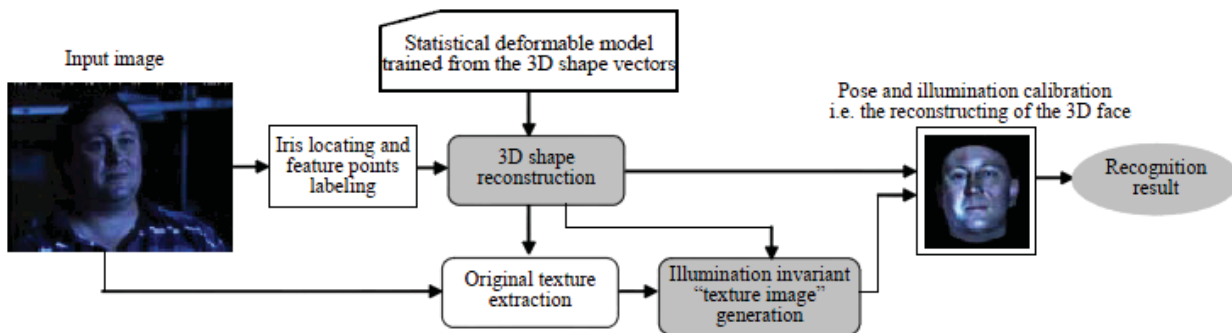 Input image
Statistical deformable model
trained from the 3D shape vectors
Pose and illumination calibration
i.e. the reconstructing of the 3D face
Iris locating and
feature points
labeling
3D shape
reconstruction
Recognition
result
Original texture
extraction
Illumination invariant
“texture image”
generation